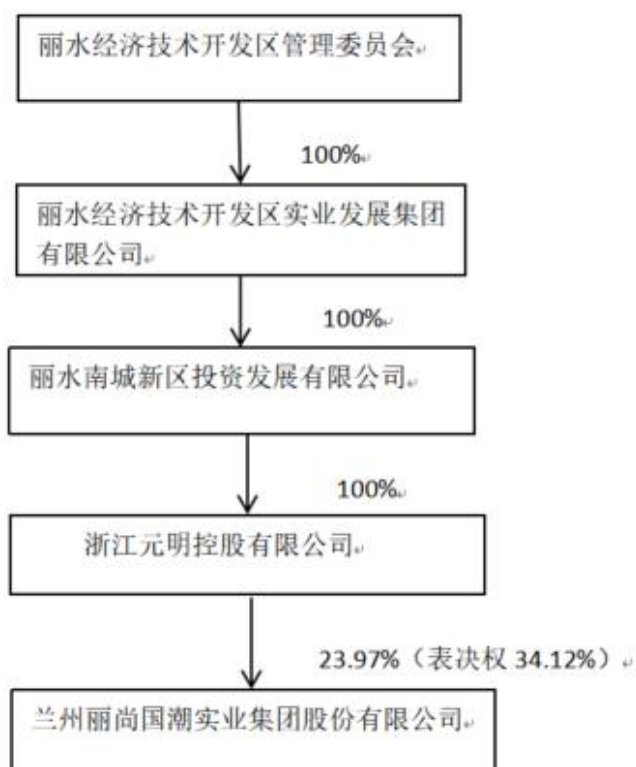 丽水经济技术开发区管理委员会
100%
丽水经济技术开发区实业发展集团
有限公司
100%
丽水南城新区投资发展有限公司
100%
浙江元明控股有限公司
23.97%（表决权 34.12%）
兰州丽尚国潮实业集团股份有限公司